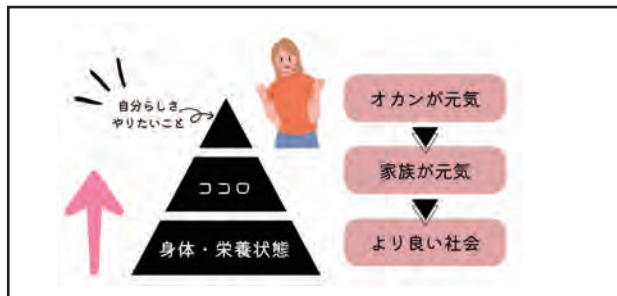 自分らしさ
やりたいこと
ココロ
身体・栄養状態
オカンが元気
家族が元気
より良い社会